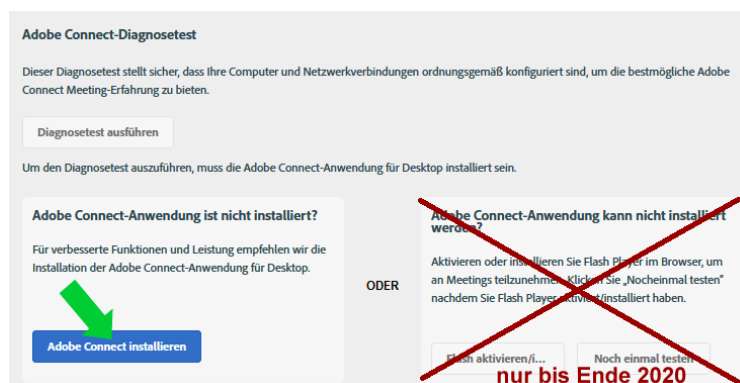 Adobe Connect-Diagnosetest
Dieser Diagnosetest stellt sicher, dass Ihre Computer und Netzwerkverbindungen ordnungsgemäß konfiguriert sind, um die bestmögliche Adobe
Connect Meeting-Erfahrung zu bieten.
Diagnosetest ausführen
Um den Diagnosetest auszuführen, muss die Adobe Connect-Anwendung für Desktop installiert sein.
Adobe Connect-Anwendung ist nicht installiert?
Für verbesserte Funktionen und Leistung empfehlen wir die
Installation der Adobe Connect-Anwendung für Desktop.
Adobe Connect installieren
ODER
Adobe Connect-Anwendung kann nicht installiert
werden?
Aktivieren oder installieren Sie Flash Player im Browser, um
an Meetings teilzunehmen. Klicken Sie „Nocheinmal testen"
nachdem Sie Flash Player aktiviert/installiert haben.
Flash aktivieren/i...
Noch einmal testen
nur bis Ende 2020